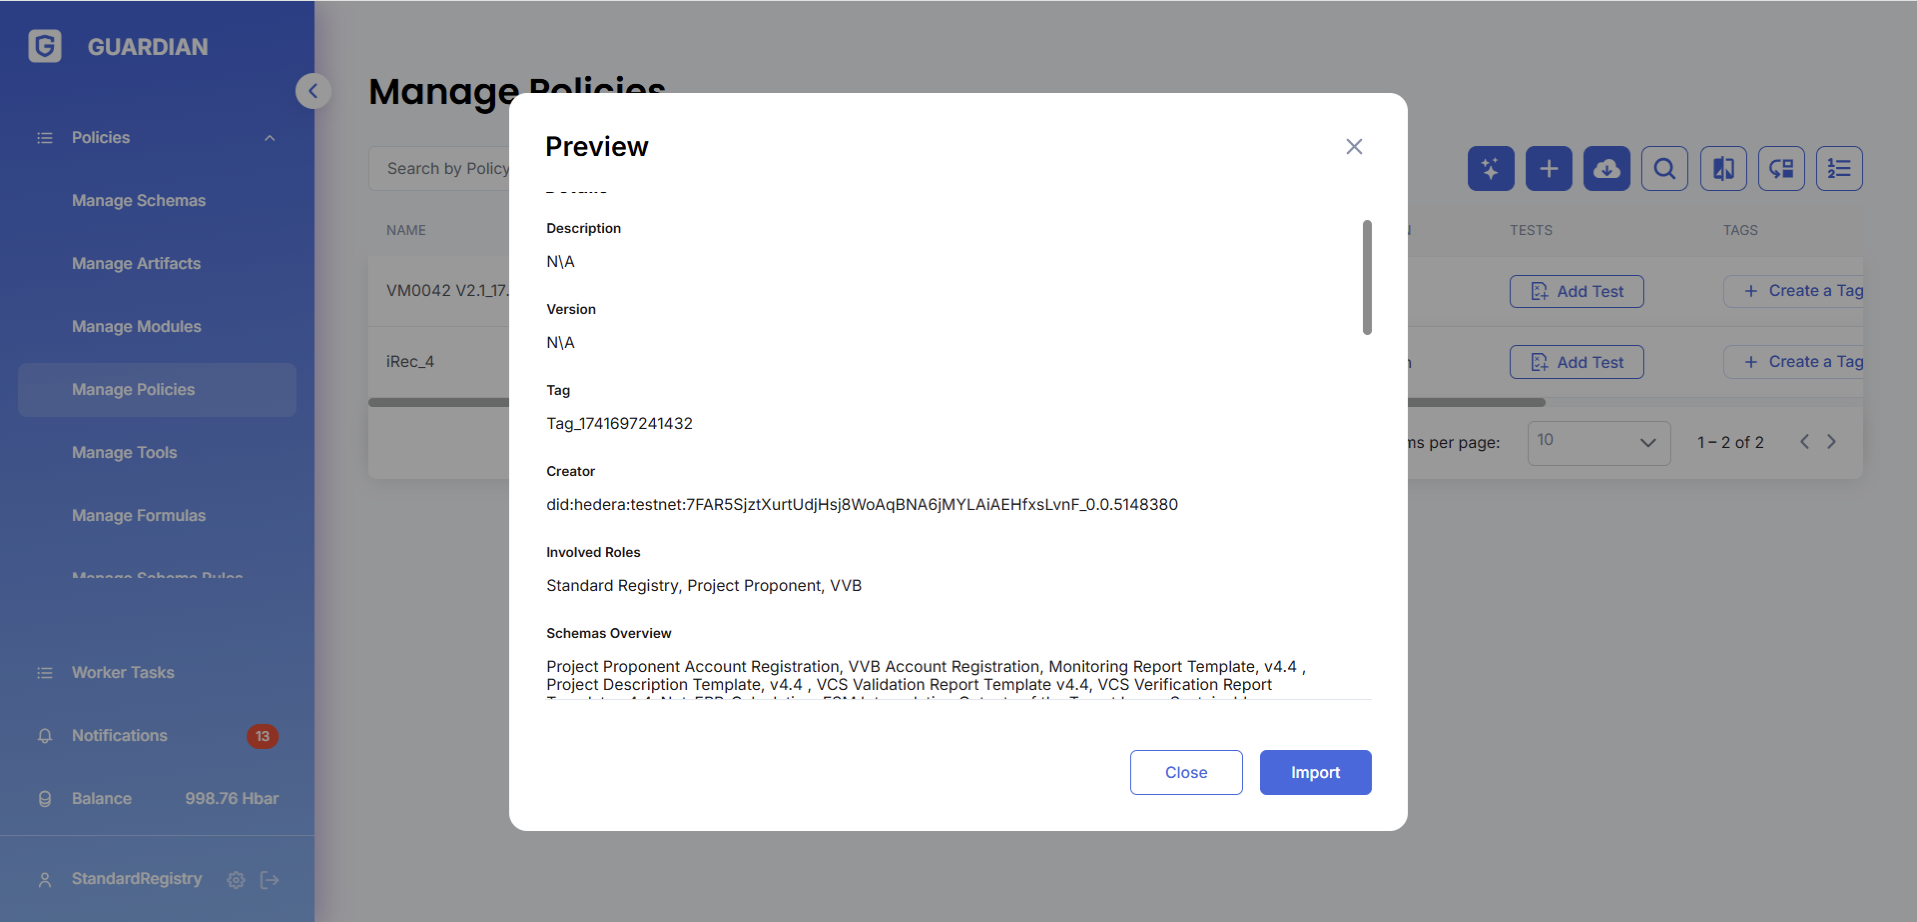 GUARDIAN
Policies
Manage Schemas
Manage Artifacts
Manage Modules
Manage Policies
Manage Tools
Manage Formulas
Manage Schema Rules
Worker Tasks
Notifications 13
Balance 998.76 Hbar
StandardRegistry
Manage Policies
Search by Policy
NAME TESTS TAGS
VM0042 V2.1_17. Add Test Create a Tag
iRec_4 Add Test Create a Tag
ms per page: 10 1 – 2 of 2
Preview
Details
Description
N\A
Version
N\A
Tag
Tag_1741697241432
Creator
did:hedera:testnet:7FAR5SjztXurtUdjHsj8WoAqBNA6jMYLAiAEHfxsLvnF_0.0.5148380
Involved Roles
Standard Registry, Project Proponent, VVB
Schemas Overview
Project Proponent Account Registration, VVB Account Registration, Monitoring Report Template, v4.4 ,
Project Description Template, v4.4 , VCS Validation Report Template v4.4, VCS Verification Report
Close Import